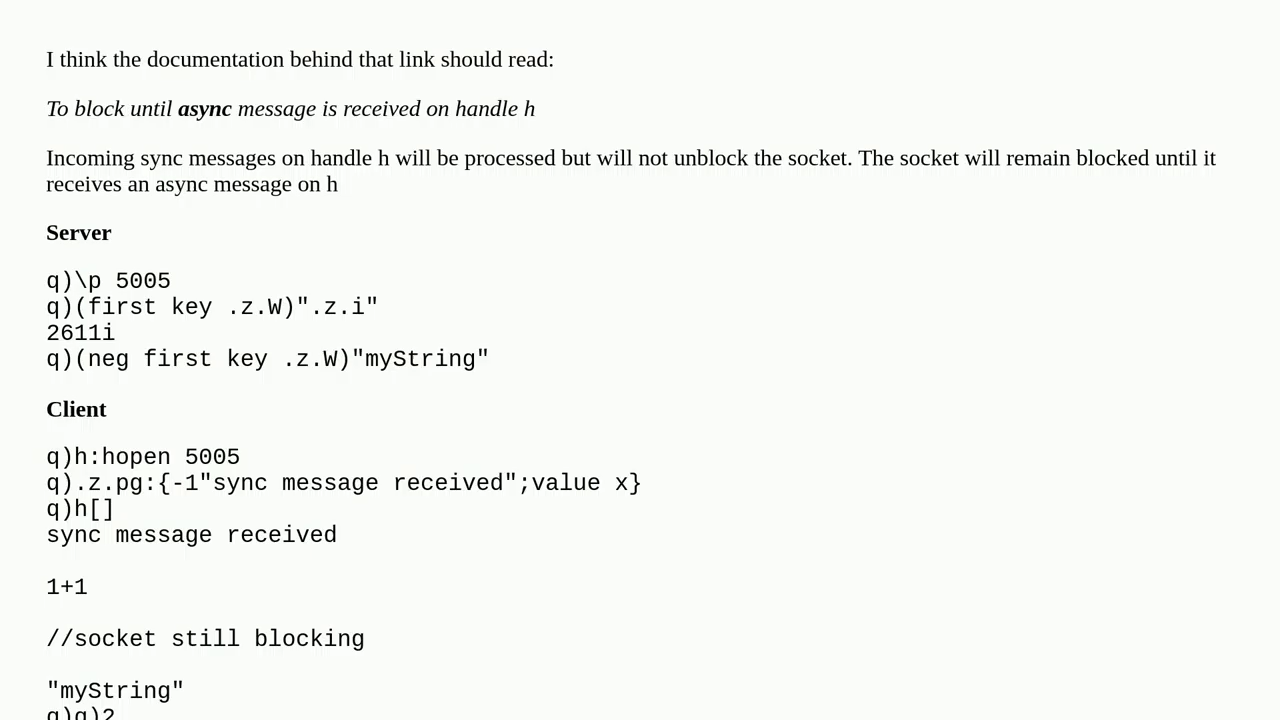 I think the documentation behind that link should read:
To block until async message is received on handle h
Incoming sync messages on handle h will be processed but will not unblock the socket. The socket will remain blocked until it
receives an async message on h
Server
q)\p 5005
q)(first key .z.W)".z.i"
2611i
q)(neg first key .z.W)"myString"
Client
q)h:hopen 5005
q).z.pg:{-1"sync message received";value x}
q)h[]
sync message received
1+1
//socket still blocking
"myString"
q)q)2